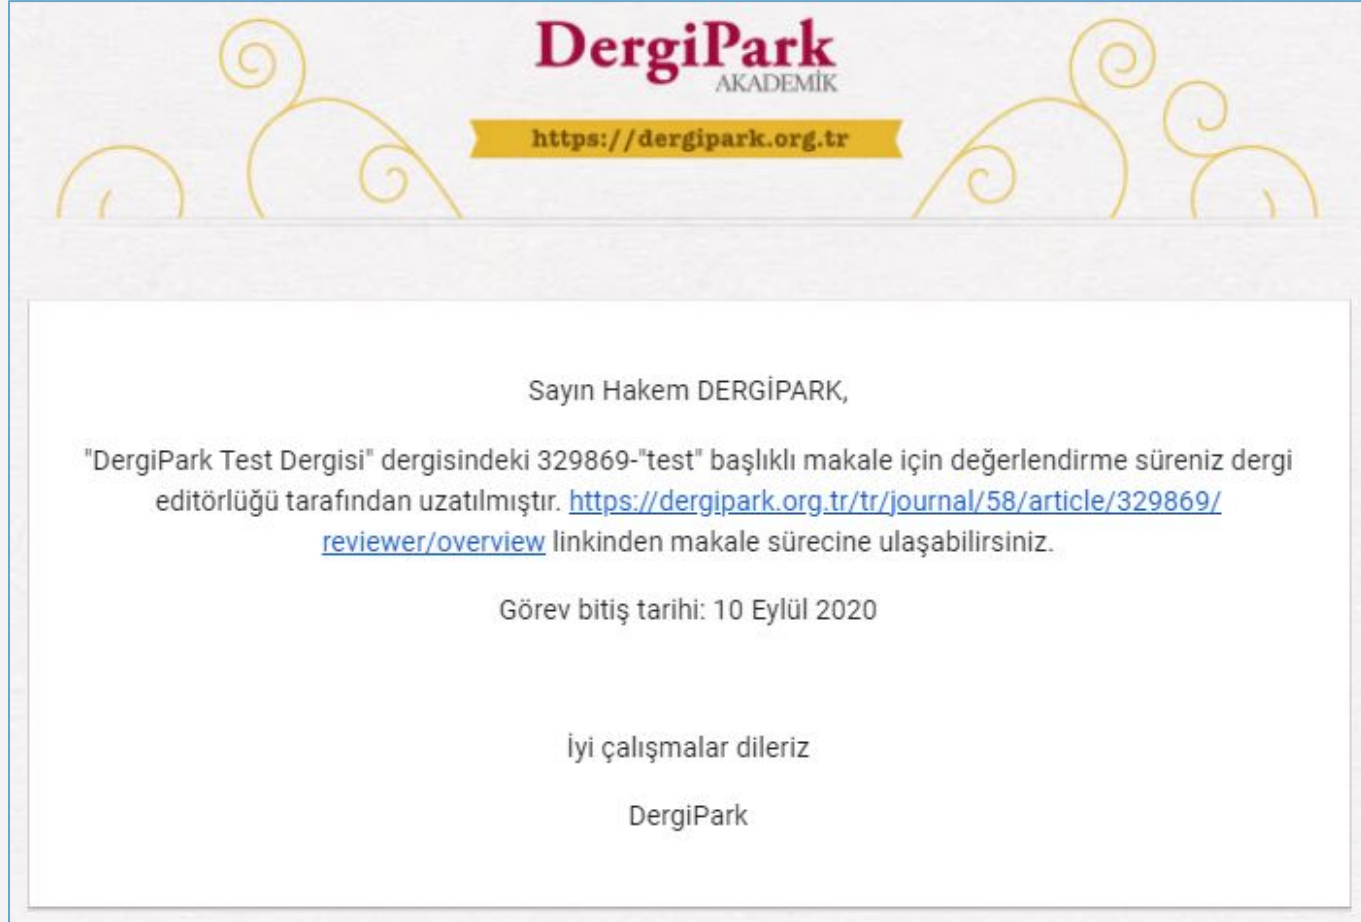 DergiPark
AKADEMİK
https://dergipark.org.tr
Sayın Hakem DERGİPARK,
"DergiPark Test Dergisi" dergisindeki 329869-"test" başlıklı makale için değerlendirme süreniz dergi
editörlüğü tarafından uzatılmıştır. https://dergipark.org.tr/tr/journal/58/article/329869/
reviewer/overview linkinden makale sürecine ulaşabilirsiniz.
Görev bitiş tarihi: 10 Eylül 2020
İyi çalışmalar dileriz
DergiPark